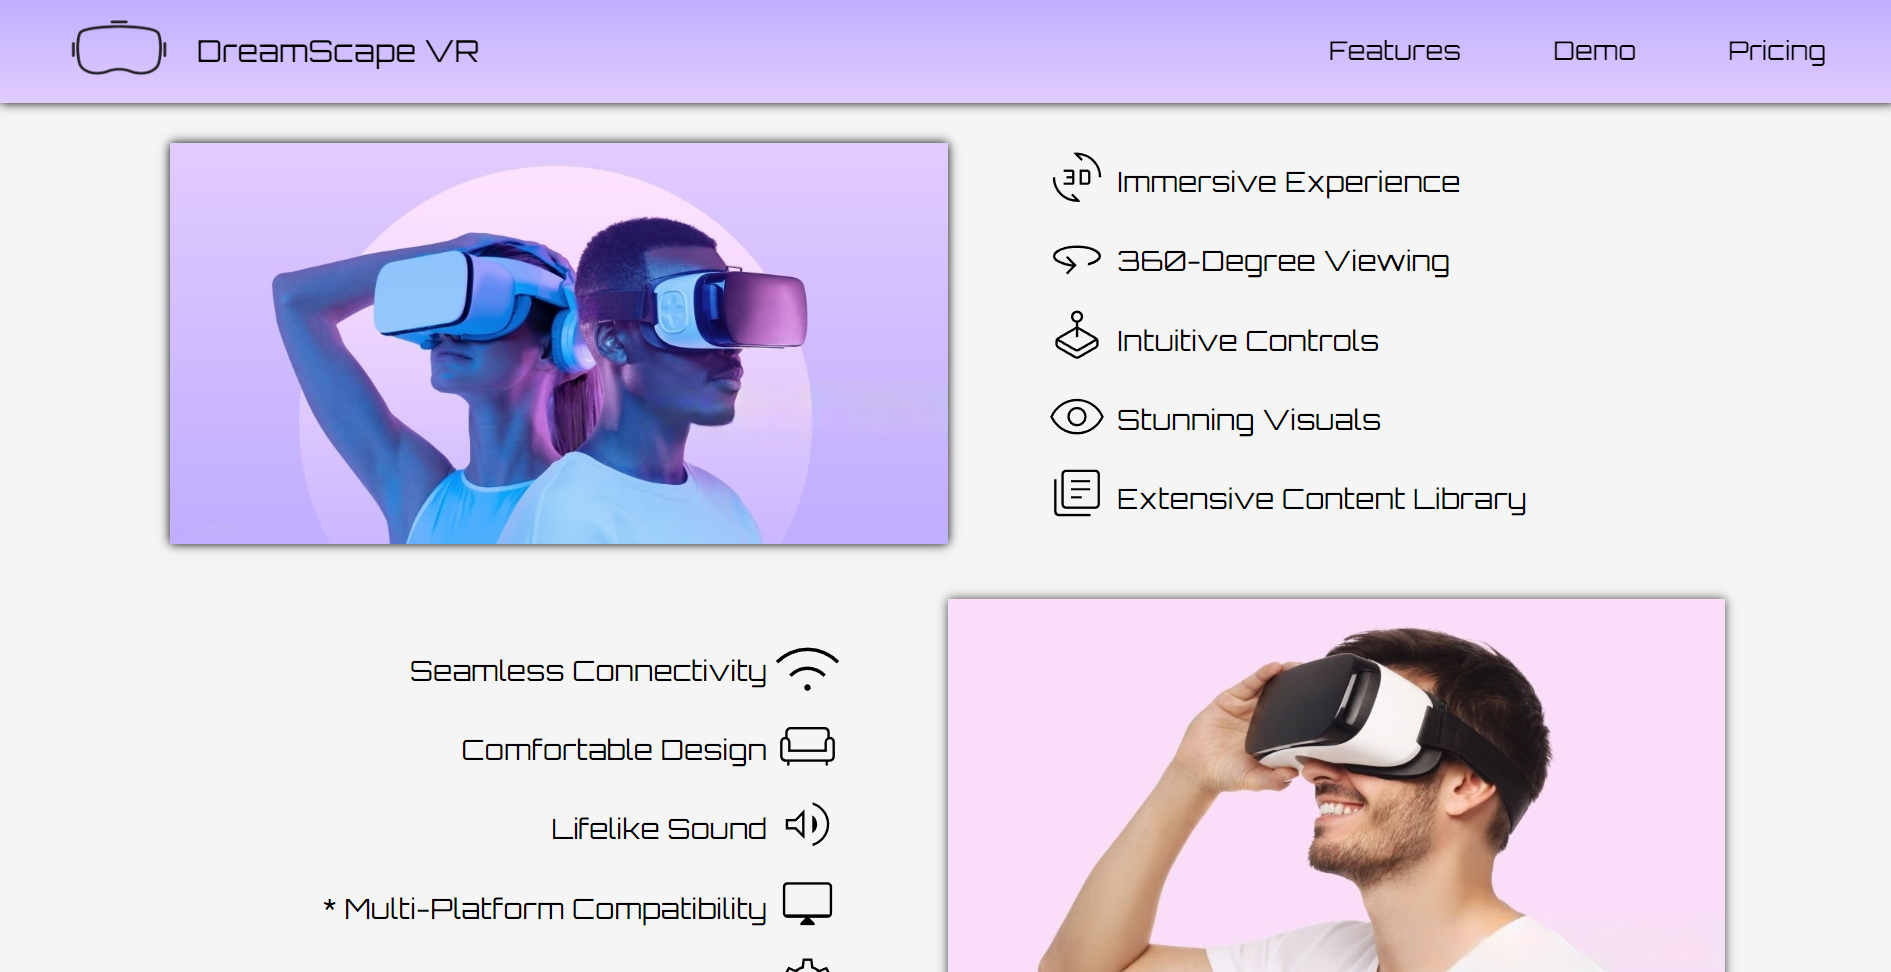 DreamScape VR
Features
Demo
Pricing
3D
Immersive Experience
360-Degree Viewing
Intuitive Controls
Stunning Visuals
Extensive Content Library
Seamless Connectivity
Comfortable Design
Lifelike Sound
* Multi-Platform Compatibility